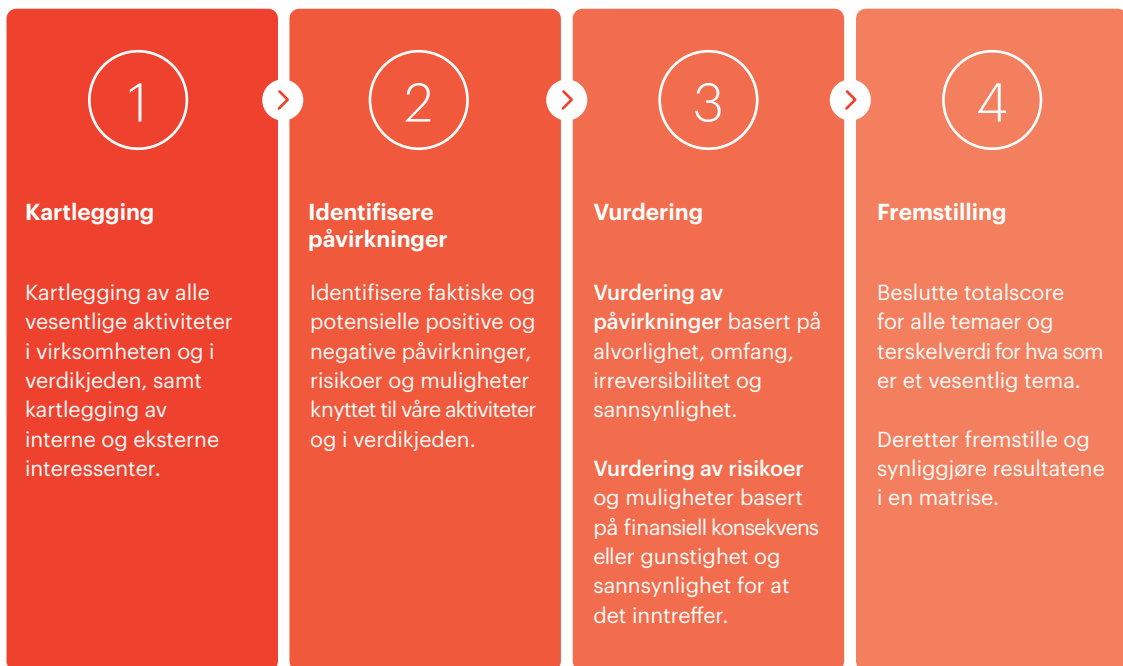 1
Kartlegging
Kartlegging av alle
vesentlige aktiviteter
i virksomheten og i
verdikjeden, samt
kartlegging av
interne og eksterne
interessenter.
2
Identifisere
påvirkninger
Identifisere faktiske og
potensielle positive og
negative påvirkninger,
risikoer og muligheter
knyttet til våre aktiviteter
og i verdikjeden.
3
Vurdering
Vurdering av
påvirkninger basert på
alvorlighet, omfang,
irreversibilitet og
sannsynlighet.
Vurdering av risikoer
og muligheter basert
på finansiell konsekvens
eller gunstighet og
sannsynlighet for at
det inntreffer.
4
Fremstilling
Beslutte totalscore
for alle temaer og
terskelverdi for hva som
er et vesentlig tema.
Deretter fremstille og
synliggjøre resultatene
i en matrise.